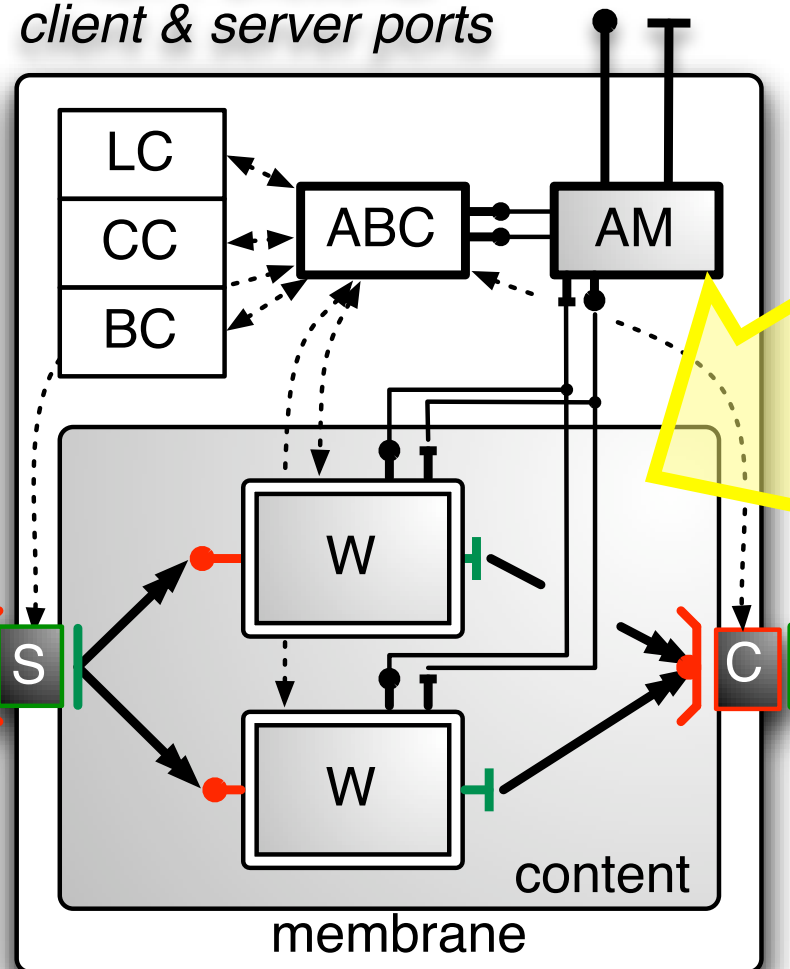 client & server ports
LC
CC
BC
ABC
AM
W
S
C
W
content
membrane